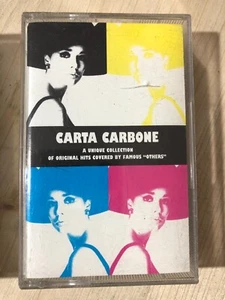 CARTA CARBONE
A UNIQUE COLLECTION
OF ORIGINAL HITS COVERED BY FAMOUS "OTHERS"